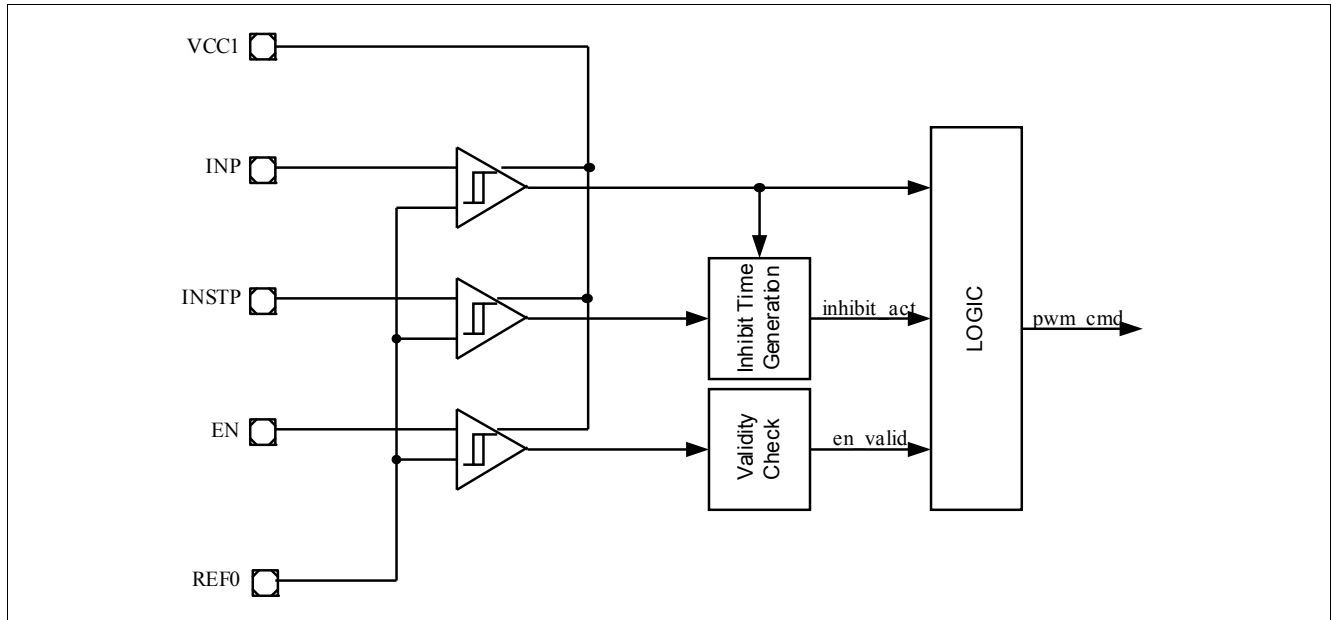 VCC1
INP
INSTP
EN
REF0
Inhibit Time
Generation
Validity
Check
inhibit_act
en_valid
LOGIC
pwm_cmd